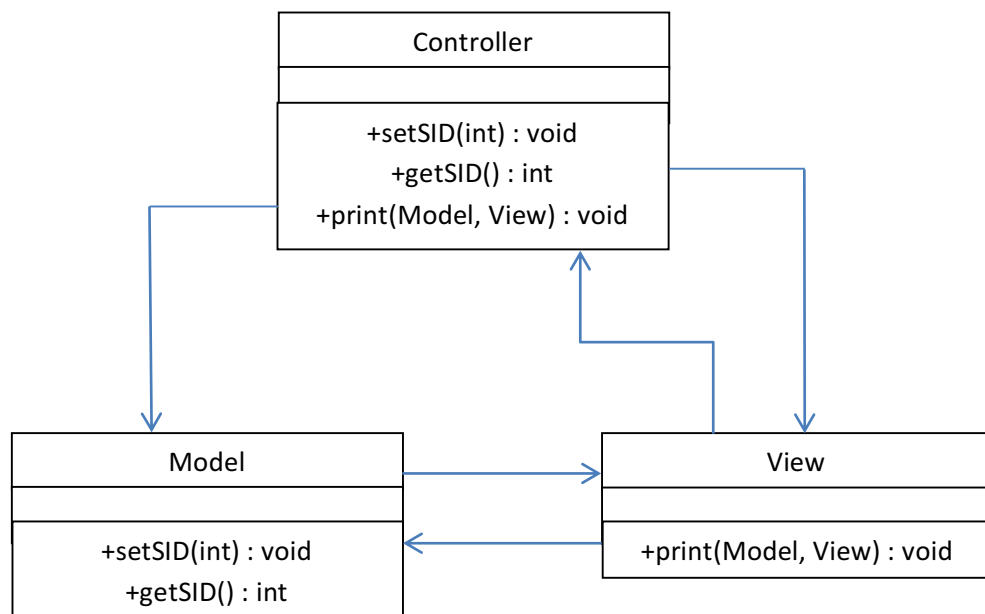 Controller
+setSID(int) : void
+getSID() : int
+print(Model, View) : void
Model
+setSID(int) : void
+getSID() : int
View
+print(Model, View) : void